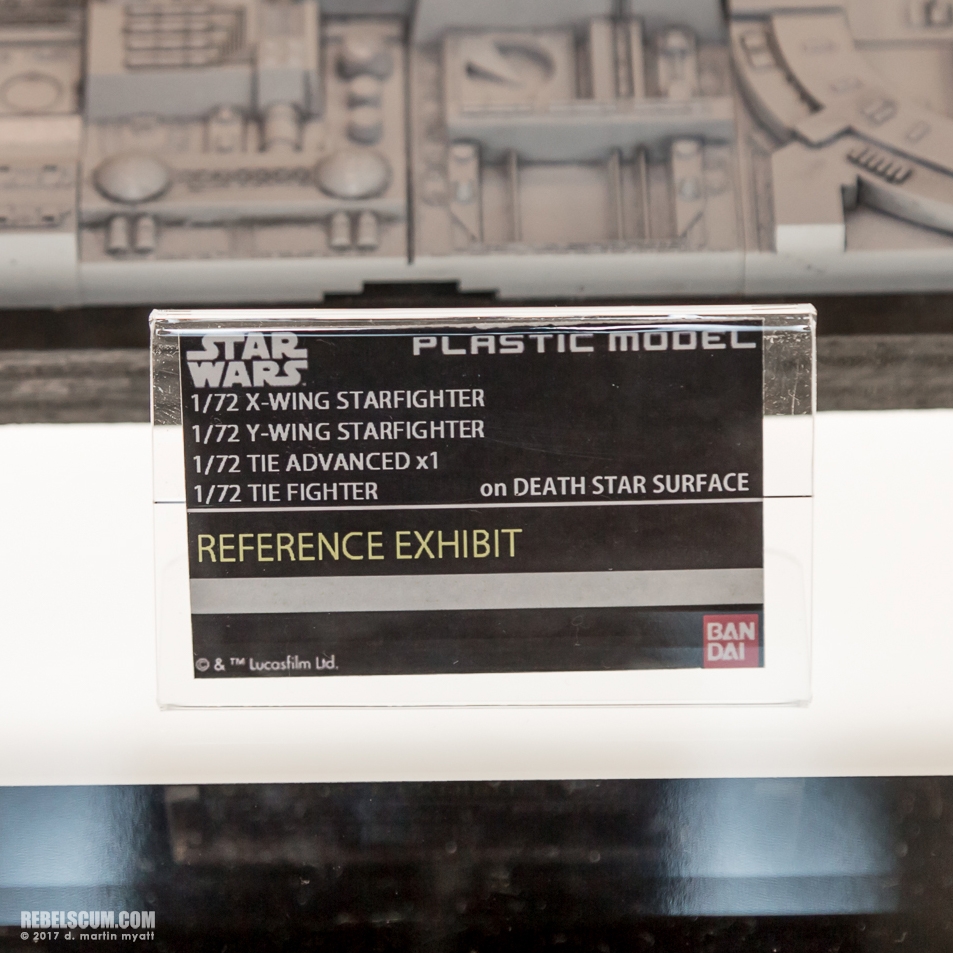 STAR WARS
PLASTIC MODEL
1/72 X-WING STARFIGHTER
1/72 Y-WING STARFIGHTER
1/72 TIE ADVANCED x1
1/72 TIE FIGHTER on DEATH STAR SURFACE
REFERENCE EXHIBIT
© & ™ Lucasfilm Ltd.
BAN
DAI
REBELSCUM.COM
© 2017 d. martin myatt